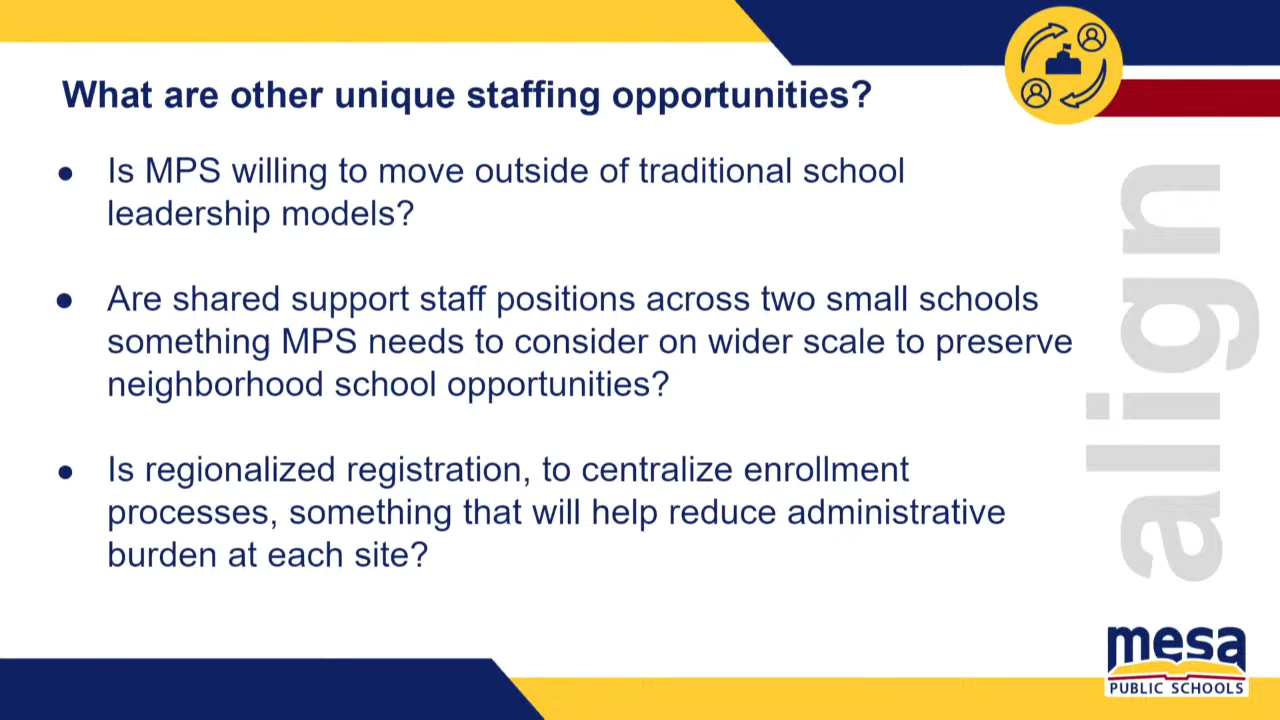 What are other unique staffing opportunities?
● Is MPS willing to move outside of traditional school
leadership models?
● Are shared support staff positions across two small schools
something MPS needs to consider on wider scale to preserve
neighborhood school opportunities?
● Is regionalized registration, to centralize enrollment
processes, something that will help reduce administrative
burden at each site?
align
mesa
PUBLIC SCHOOLS